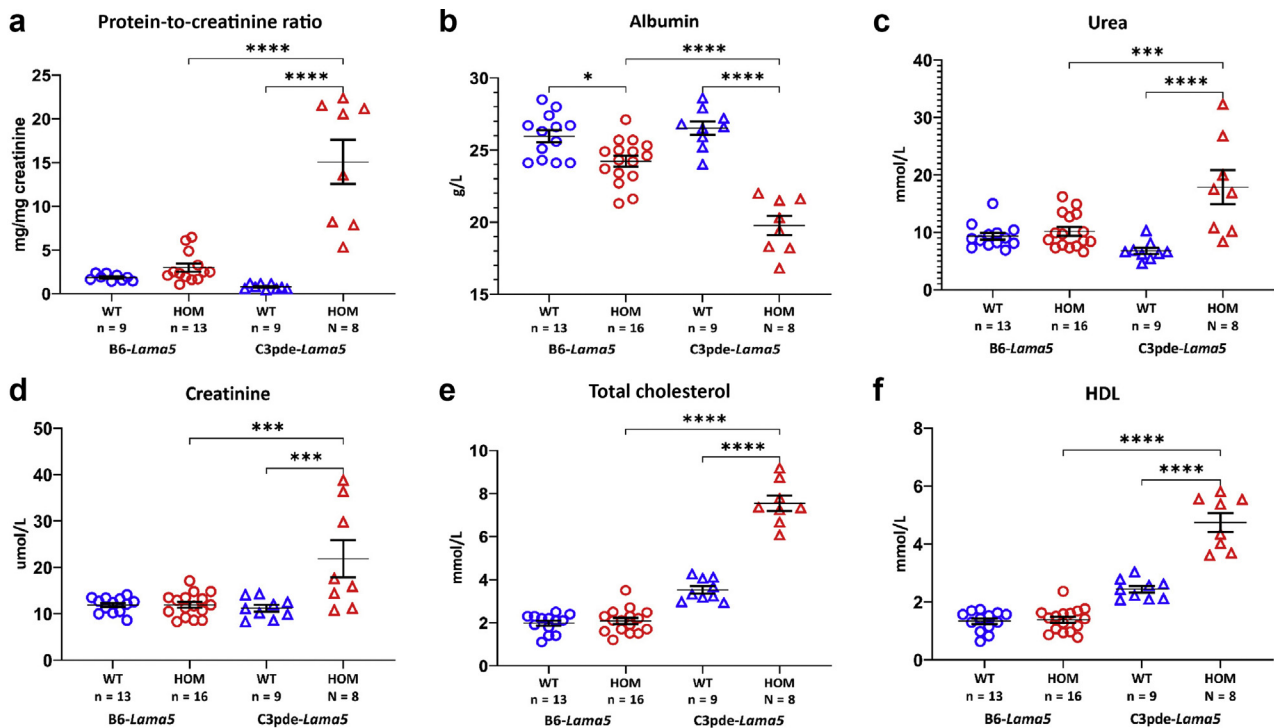 a
Protein-to-creatinine ratio
****
****
mg/mg creatinine
25
20
15
10
5
0
WT
HOM
WT
HOM
n = 9
n = 13
n = 9
N = 8
B6-Lama5
C3pde-Lama5
b
Albumin
****
*
****
g/L
30
25
20
15
WT
HOM
WT
HOM
n = 13
n = 16
n = 9
N = 8
B6-Lama5
C3pde-Lama5
c
Urea
***
****
mmol/L
40
30
20
10
0
WT
HOM
WT
HOM
n = 13
n = 16
n = 9
N = 8
B6-Lama5
C3pde-Lama5
d
Creatinine
***
***
umol/L
50
40
30
20
10
0
WT
HOM
WT
HOM
n = 13
n = 16
n = 9
N = 8
B6-Lama5
C3pde-Lama5
e
Total cholesterol
****
****
mmol/L
10
8
6
4
2
0
WT
HOM
WT
HOM
n = 13
n = 16
n = 9
N = 8
B6-Lama5
C3pde-Lama5
f
HDL
****
****
mmol/L
8
6
4
2
0
WT
HOM
WT
HOM
n = 13
n = 16
n = 9
N = 8
B6-Lama5
C3pde-Lama5